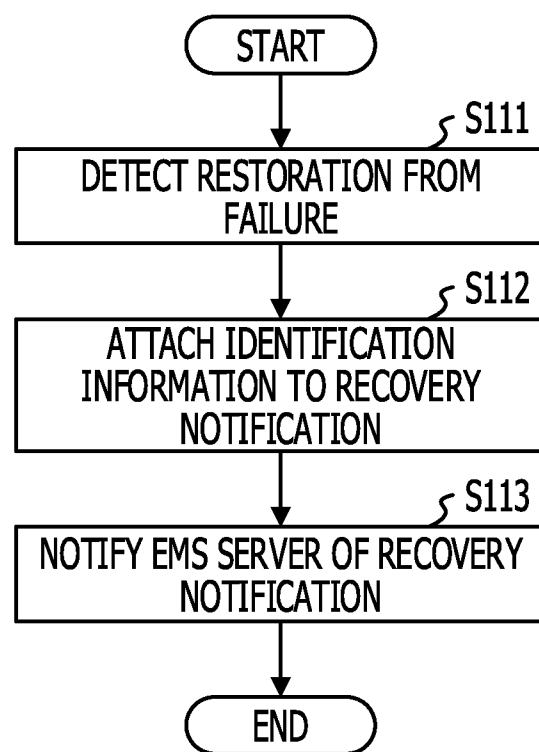 START
S111
DETECT RESTORATION FROM
FAILURE
S112
ATTACH IDENTIFICATION
INFORMATION TO RECOVERY
NOTIFICATION
S113
NOTIFY EMS SERVER OF RECOVERY
NOTIFICATION
END